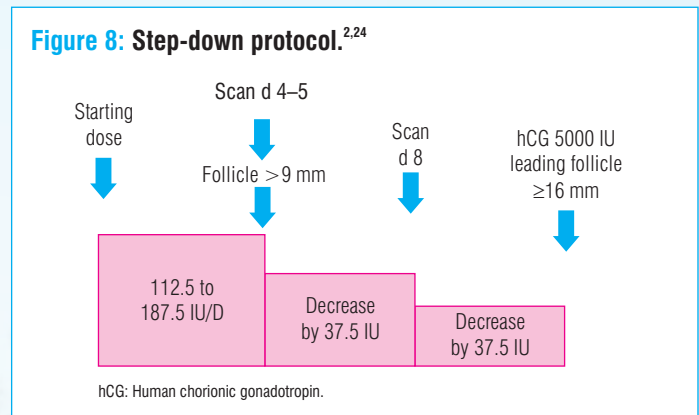 Figure 8: Step-down protocol.2,24
Scan d 4–5
Starting
dose
Follicle >9 mm
Scan
d 8
hCG 5000 IU
leading follicle
≥16 mm
112.5 to
187.5 IU/D
Decrease
by 37.5 IU
Decrease
by 37.5 IU
hCG: Human chorionic gonadotropin.